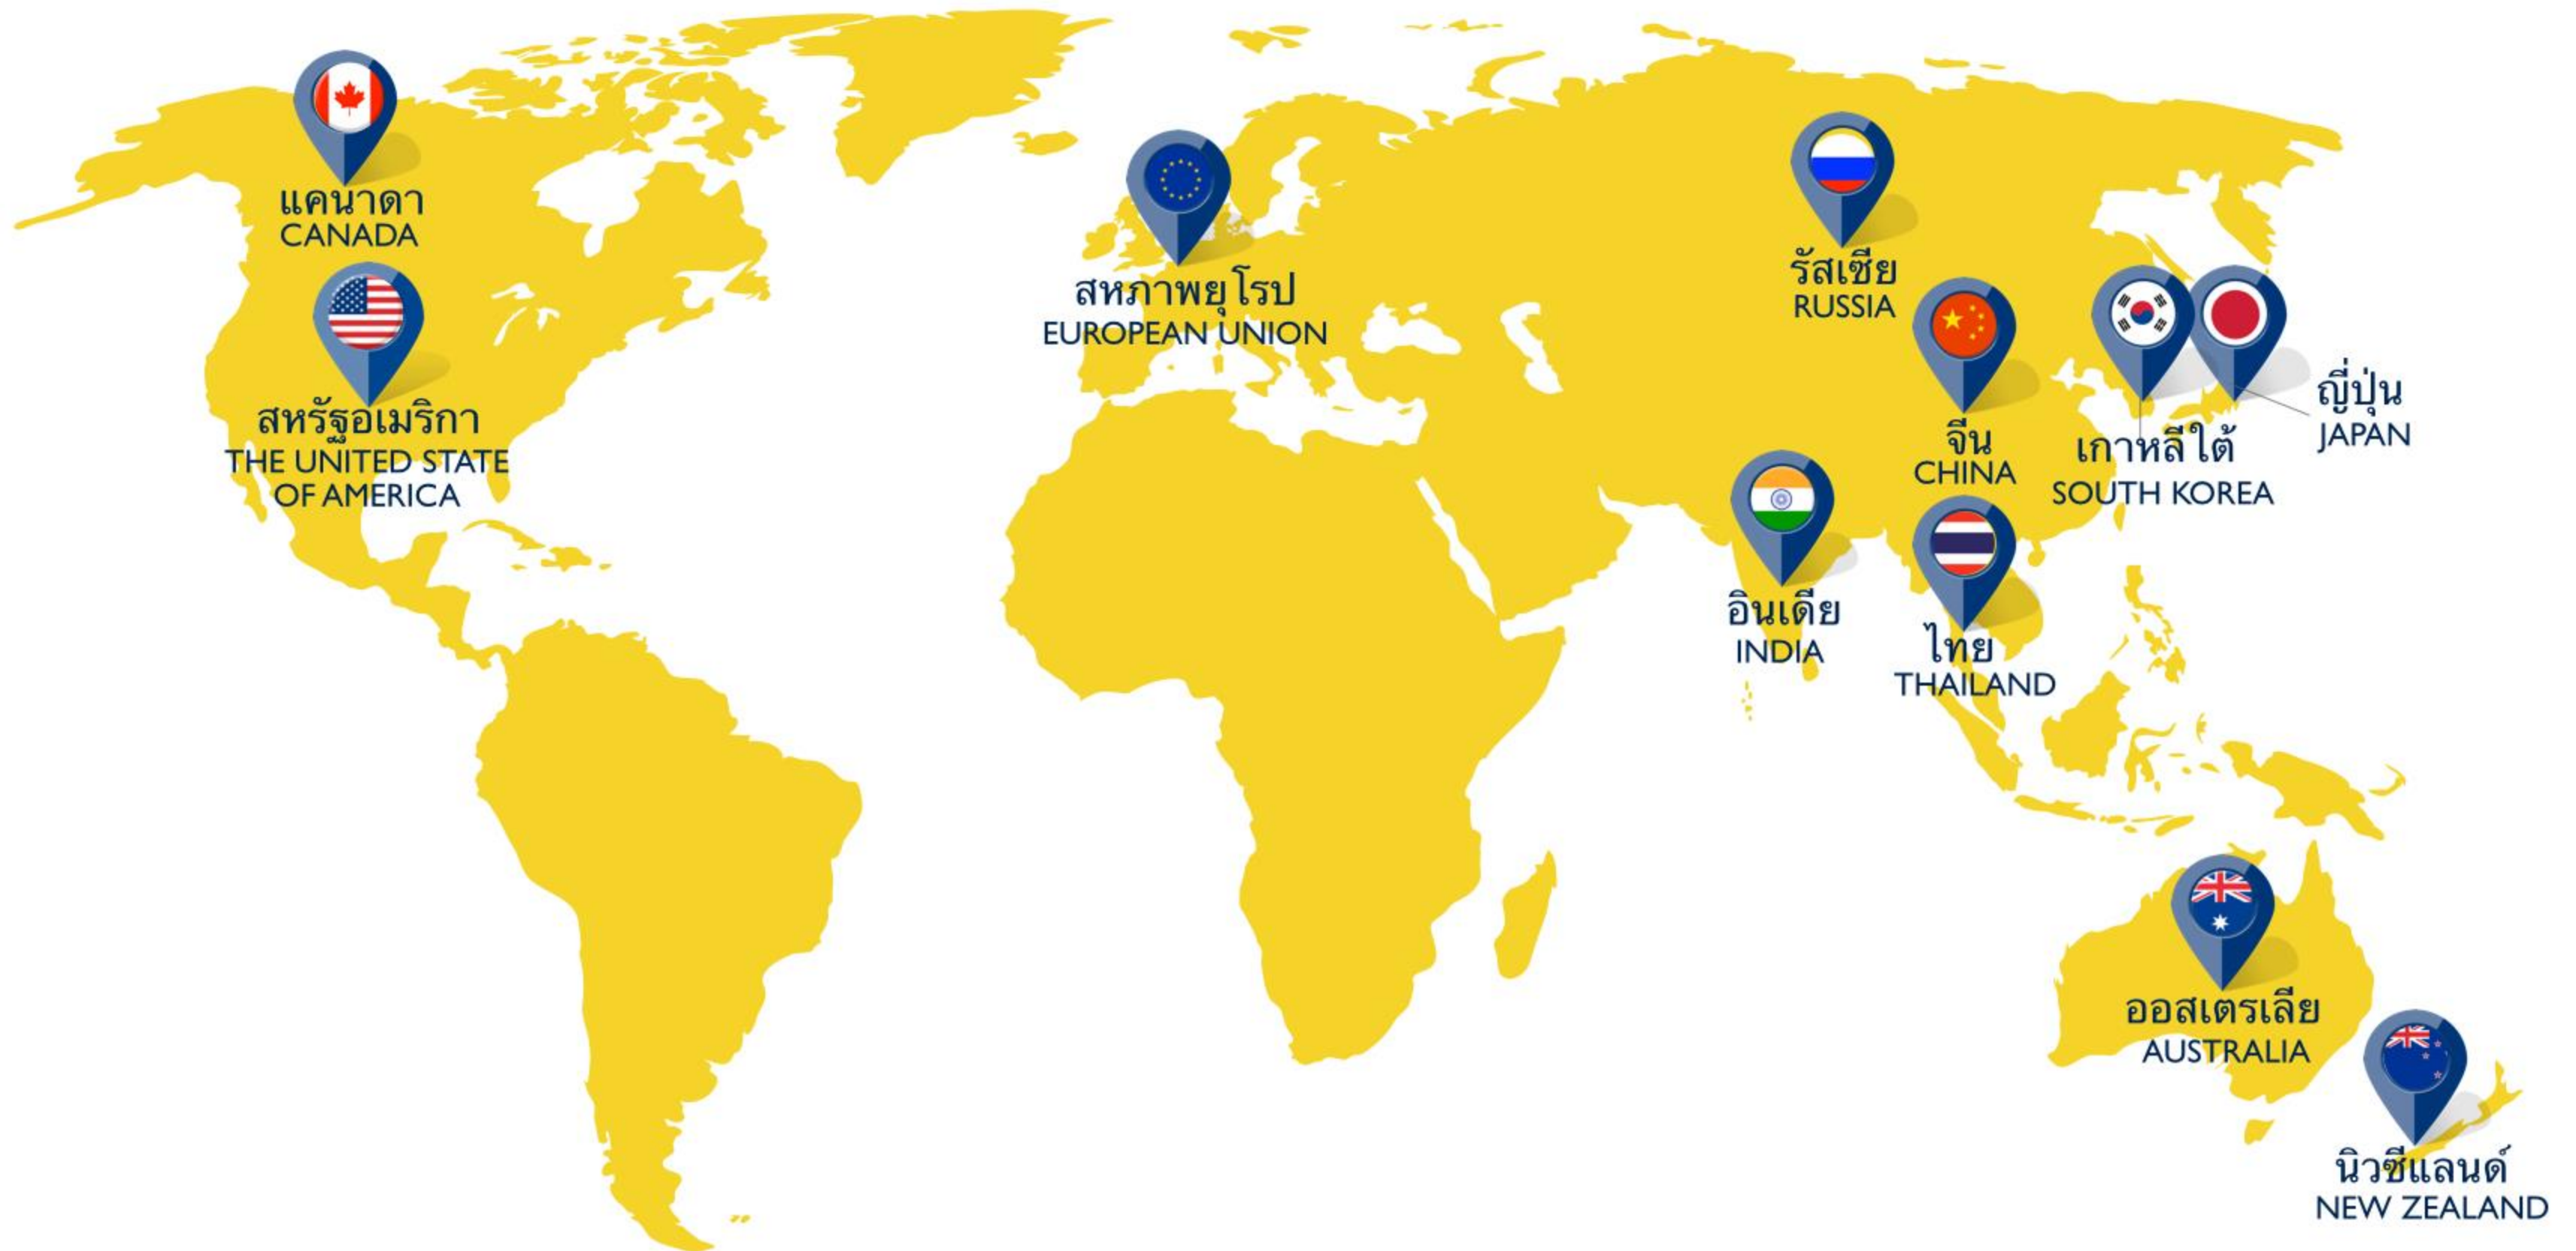 แคนาดา
CANADA
สหรัฐอเมริกา
THE UNITED STATE
OF AMERICA
สหภาพยุโรป
EUROPEAN UNION
รัสเซีย
RUSSIA
จีน
CHINA
เกาหลีใต้
SOUTH KOREA
ญี่ปุ่น
JAPAN
อินเดีย
INDIA
ไทย
THAILAND
ออสเตรเลีย
AUSTRALIA
นิวซีแลนด์
NEW ZEALAND